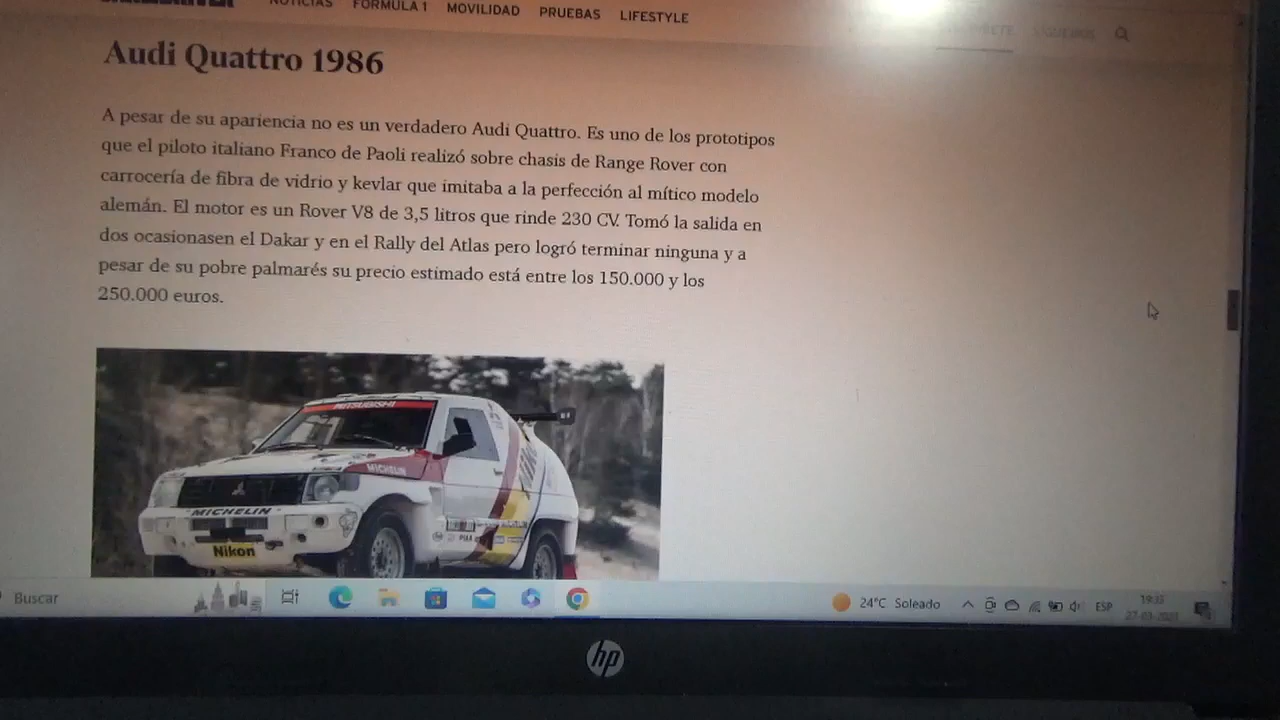 NOTICIAS FÓRMULA 1 MOVILIDAD PRUEBAS LIFESTYLE
Audi Quattro 1986
A pesar de su apariencia no es un verdadero Audi Quattro. Es uno de los prototipos
que el piloto italiano Franco de Paoli realizó sobre chasis de Range Rover con
carrocería de fibra de vidrio y kevlar que imitaba a la perfección al mítico modelo
alemán. El motor es un Rover V8 de 3,5 litros que rinde 230 CV. Tomó la salida en
dos ocasionasen el Dakar y en el Rally del Atlas pero logró terminar ninguna y a
pesar de su pobre palmarés su precio estimado está entre los 150.000 y los
250.000 euros.
MITSUBISHI
MICHELIN
MICHELIN
Nikon
PIAA
Buscar
24°C Soleado
ESP
hp